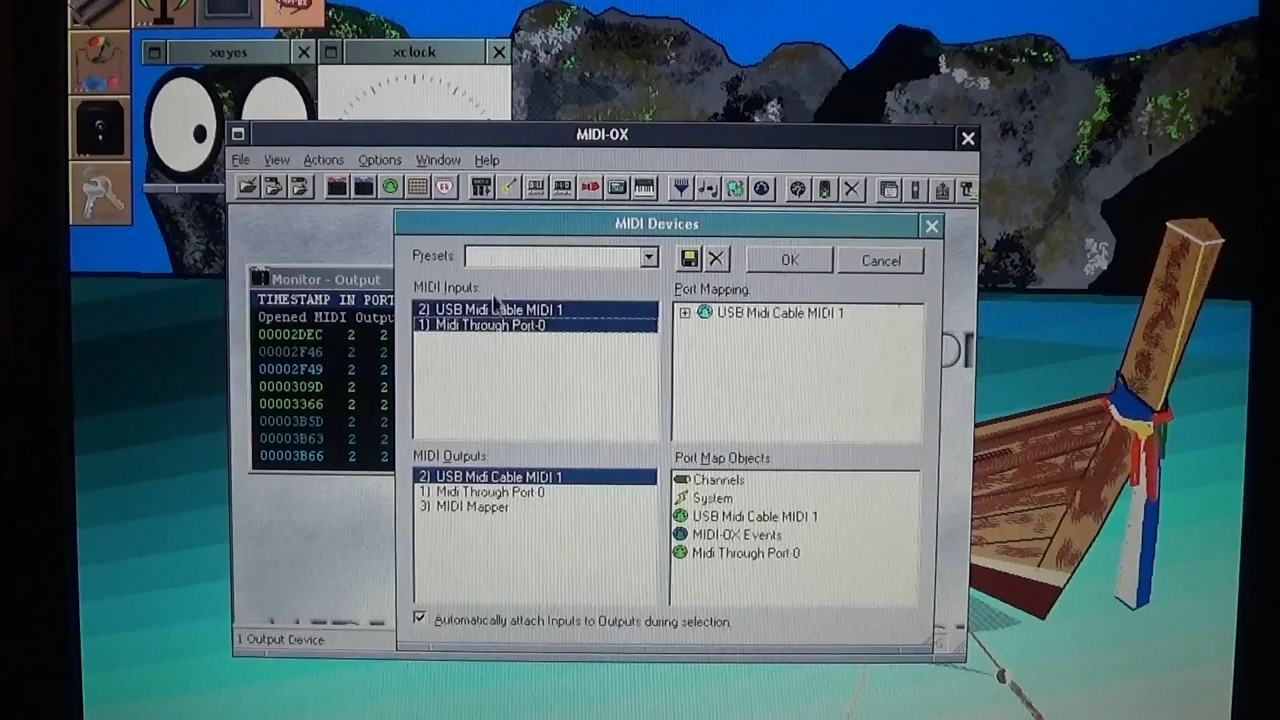 xeyes
xclock
MIDI-OX
File View Actions Options Window Help
MIDI Devices
Presets
OK
Cancel
MIDI Inputs:
2) USB Midi Cable MIDI 1
1) Midi Through Port-0
Port Mapping
USB Midi Cable MIDI 1
Monitor - Output
TIMESTAMP IN PORT
Opened MIDI Outpu
00002DEC 2 2
00002F46 2 2
00002F49 2 2
0000309D 2 2
00003366 2 2
00003B5D 2 2
00003B63 2 2
00003B66 2 2
MIDI Outputs:
2) USB Midi Cable MIDI 1
1) Midi Through Port-0
3) MIDI Mapper
Port Map Objects
Channels
System
USB Midi Cable MIDI 1
MIDI-OX Events
Midi Through Port-0
Automatically attach Inputs to Outputs during selection.
1 Output Device